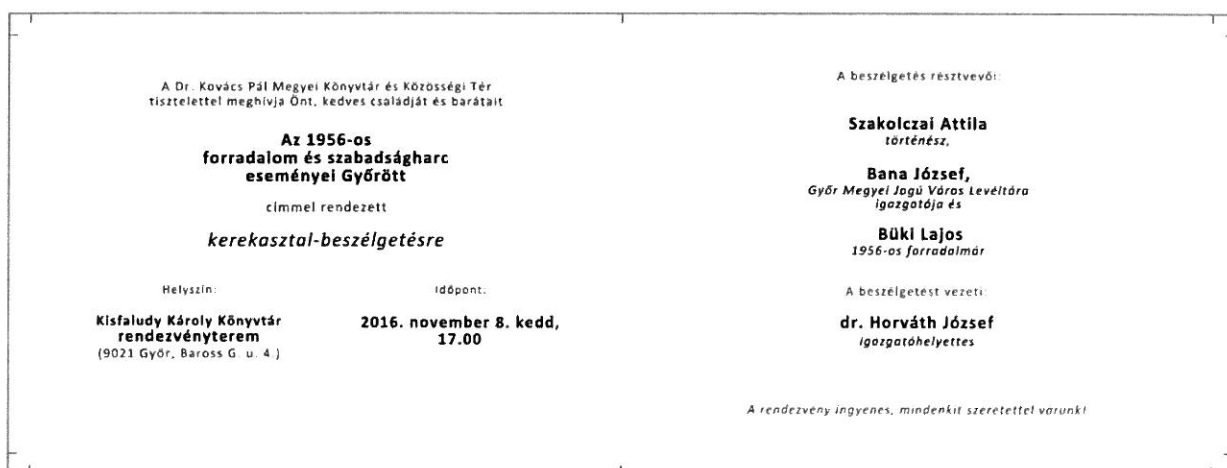 A Dr. Kovács Pál Megyei Könyvtár és Közösségi Tér
tisztelettel meghívja Önt, kedves családját és barátait
Az 1956-os
forradalom és szabadságharc
eseményei Győrött
címmel rendezett
kerekasztal-beszélgetésre
Helyszín:
Kisfaludy Károly Könyvtár
rendezvényterem
(9021 Győr, Baross G. u. 4.)
Időpont:
2016. november 8. kedd,
17.00
A beszélgetés résztvevői:
Szakolczai Attila
történész,
Bana József,
Győr Megyei Jogú Város Levéltára
igazgatója és
Büki Lajos
1956-os forradalmár
A beszélgetést vezeti:
dr. Horváth József
igazgatóhelyettes
A rendezvény ingyenes, mindenkit szeretettel várunk!